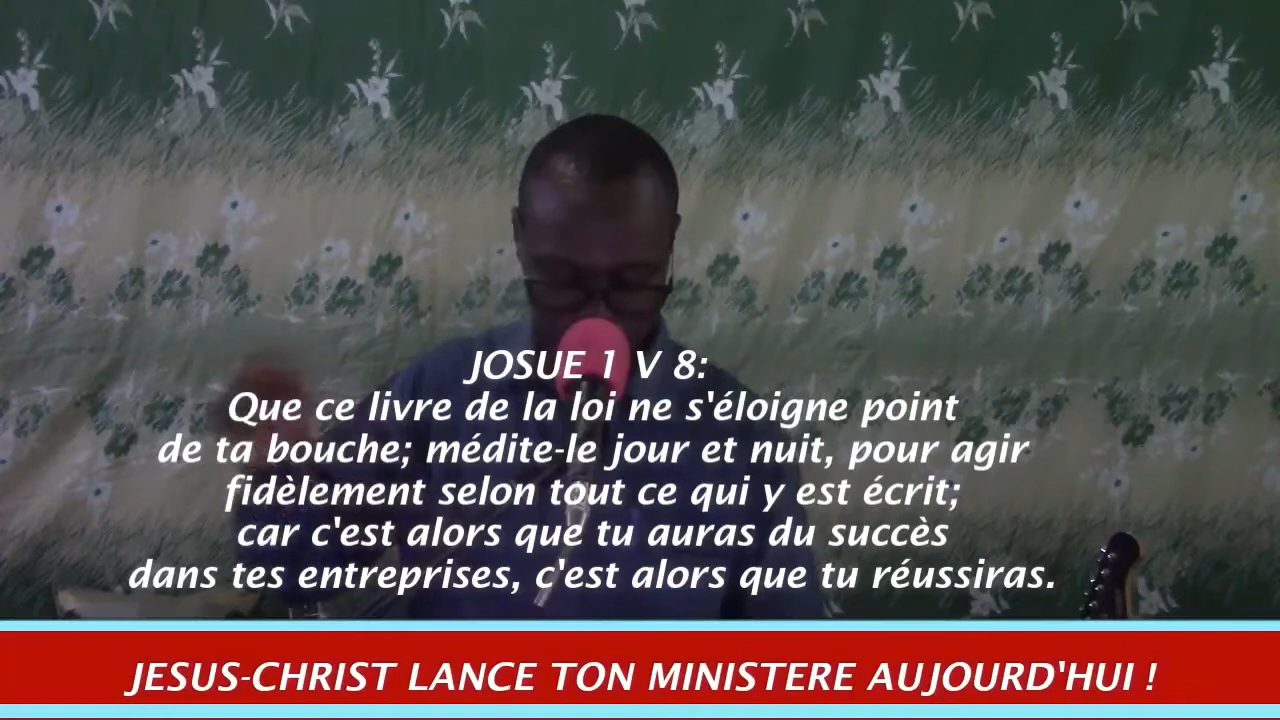 JOSUE 1 V 8:
Que ce livre de la loi ne s'éloigne point
de ta bouche; médite-le jour et nuit, pour agir
fidèlement selon tout ce qui y est écrit;
car c'est alors que tu auras du succès
dans tes entreprises, c'est alors que tu réussiras.
JESUS-CHRIST LANCE TON MINISTERE AUJOURD'HUI !